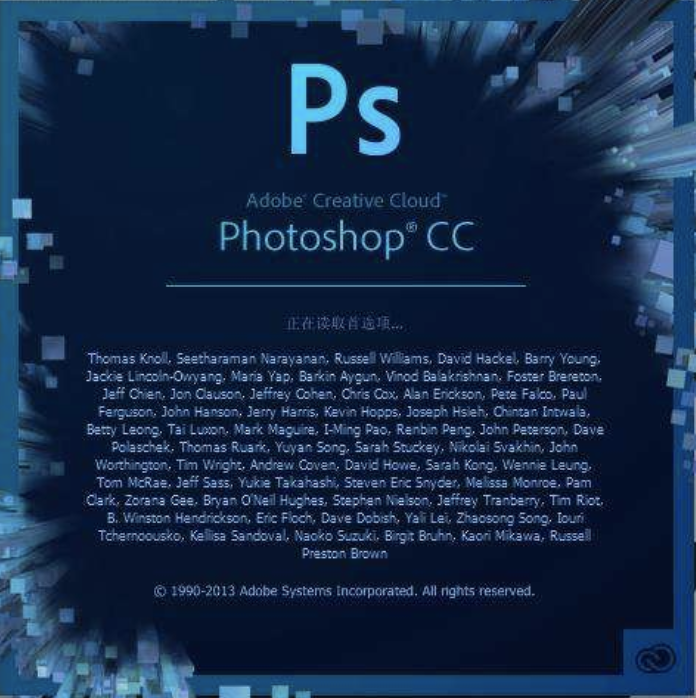 Ps
Adobe® Creative Cloud™
Photoshop® CC
正在读取首选项...
Thomas Knoll, Seetharaman Narayanan, Russell Williams, David Hackel, Barry Young,
Jackie Lincoln-Owyang, Maria Yap, Barkin Aygun, Vinod Balakrishnan, Foster Brereton,
Jeff Chien, Jon Clauson, Jeffrey Cohen, Chris Cox, Alan Erickson, Pete Falco, Paul
Ferguson, John Hanson, Jerry Harris, Kevin Hopps, Joseph Hsieh, Chintan Intwala,
Betty Leong, Tai Luxon, Mark Maguire, I-Ming Pao, Renbin Peng, John Peterson, Dave
Polaschek, Thomas Ruark, Yuyan Song, Sarah Stuckey, Nikolai Svakhin, John
Worthington, Tim Wright, Andrew Coven, David Howe, Sarah Kong, Wennie Leung,
Tom McRae, Jeff Sass, Yukie Takahashi, Steven Eric Snyder, Melissa Monroe, Pam
Clark, Zorana Gee, Bryan O'Neil Hughes, Stephen Nielson, Jeffrey Tranberry, Tim Riot,
B. Winston Hendrickson, Eric Floch, Dave Dobish, Yali Lei, Zhaosong Song, Iouri
Tchernoousko, Kellisa Sandoval, Naoko Suzuki, Birgit Bruhn, Kaori Mikawa, Russell
Preston Brown
© 1990-2013 Adobe Systems Incorporated. All rights reserved.